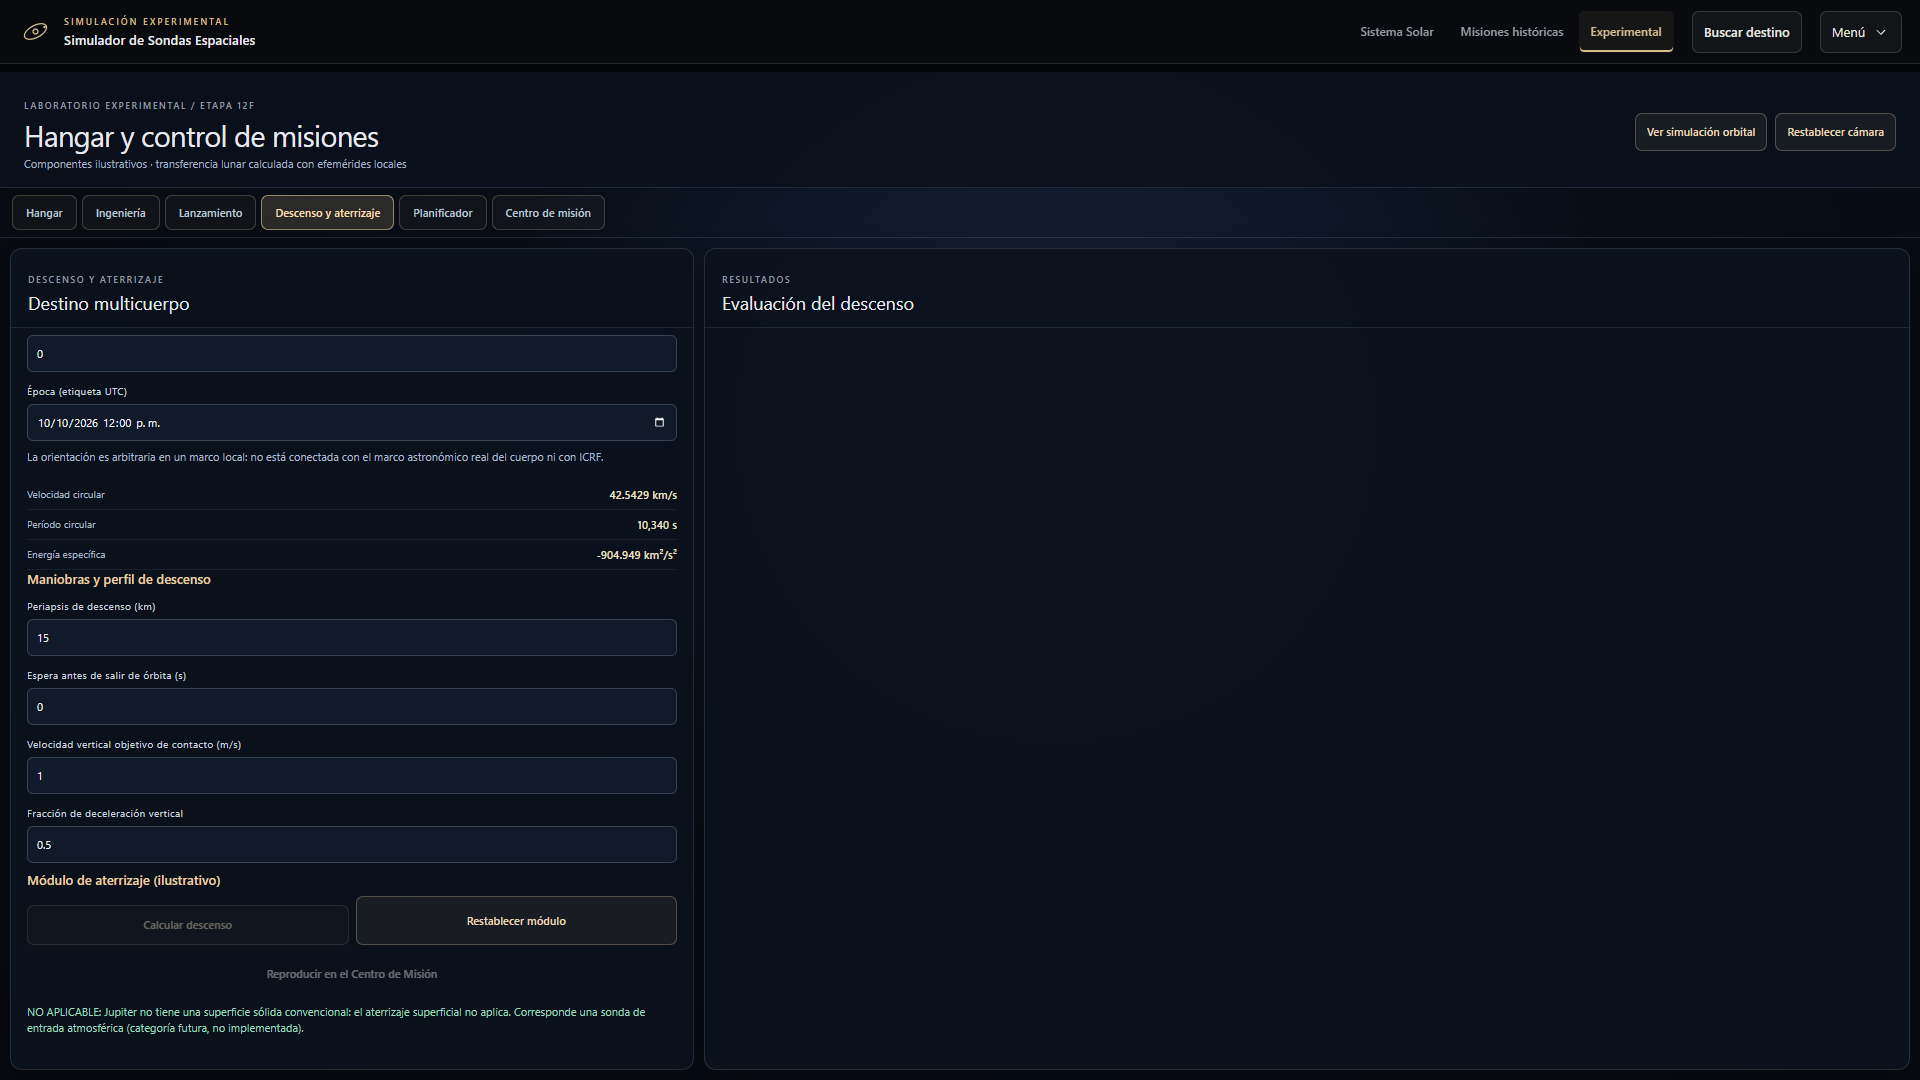 SIMULACIÓN EXPERIMENTAL
Simulador de Sondas Espaciales
Sistema Solar
Misiones históricas
Experimental
Buscar destino
Menú
LABORATORIO EXPERIMENTAL / ETAPA 12F
Hangar y control de misiones
Componentes ilustrativos · transferencia lunar calculada con efemérides locales
Ver simulación orbital
Restablecer cámara
Hangar
Ingeniería
Lanzamiento
Descenso y aterrizaje
Planificador
Centro de misión
DESCENSO Y ATERRIZAJE
Destino multicuerpo
0
Época (etiqueta UTC)
10/10/2026 12:00 p. m.
La orientación es arbitraria en un marco local: no está conectada con el marco astronómico real del cuerpo ni con ICRF.
Velocidad circular 42.5429 km/s
Período circular 10,340 s
Energía específica -904.949 km²/s²
Maniobras y perfil de descenso
Periapsis de descenso (km)
15
Espera antes de salir de órbita (s)
0
Velocidad vertical objetivo de contacto (m/s)
1
Fracción de deceleración vertical
0.5
Módulo de aterrizaje (ilustrativo)
Calcular descenso
Restablecer módulo
Reproducir en el Centro de Misión
NO APLICABLE: Jupiter no tiene una superficie sólida convencional: el aterrizaje superficial no aplica. Corresponde una sonda de
entrada atmosférica (categoría futura, no implementada).
RESULTADOS
Evaluación del descenso